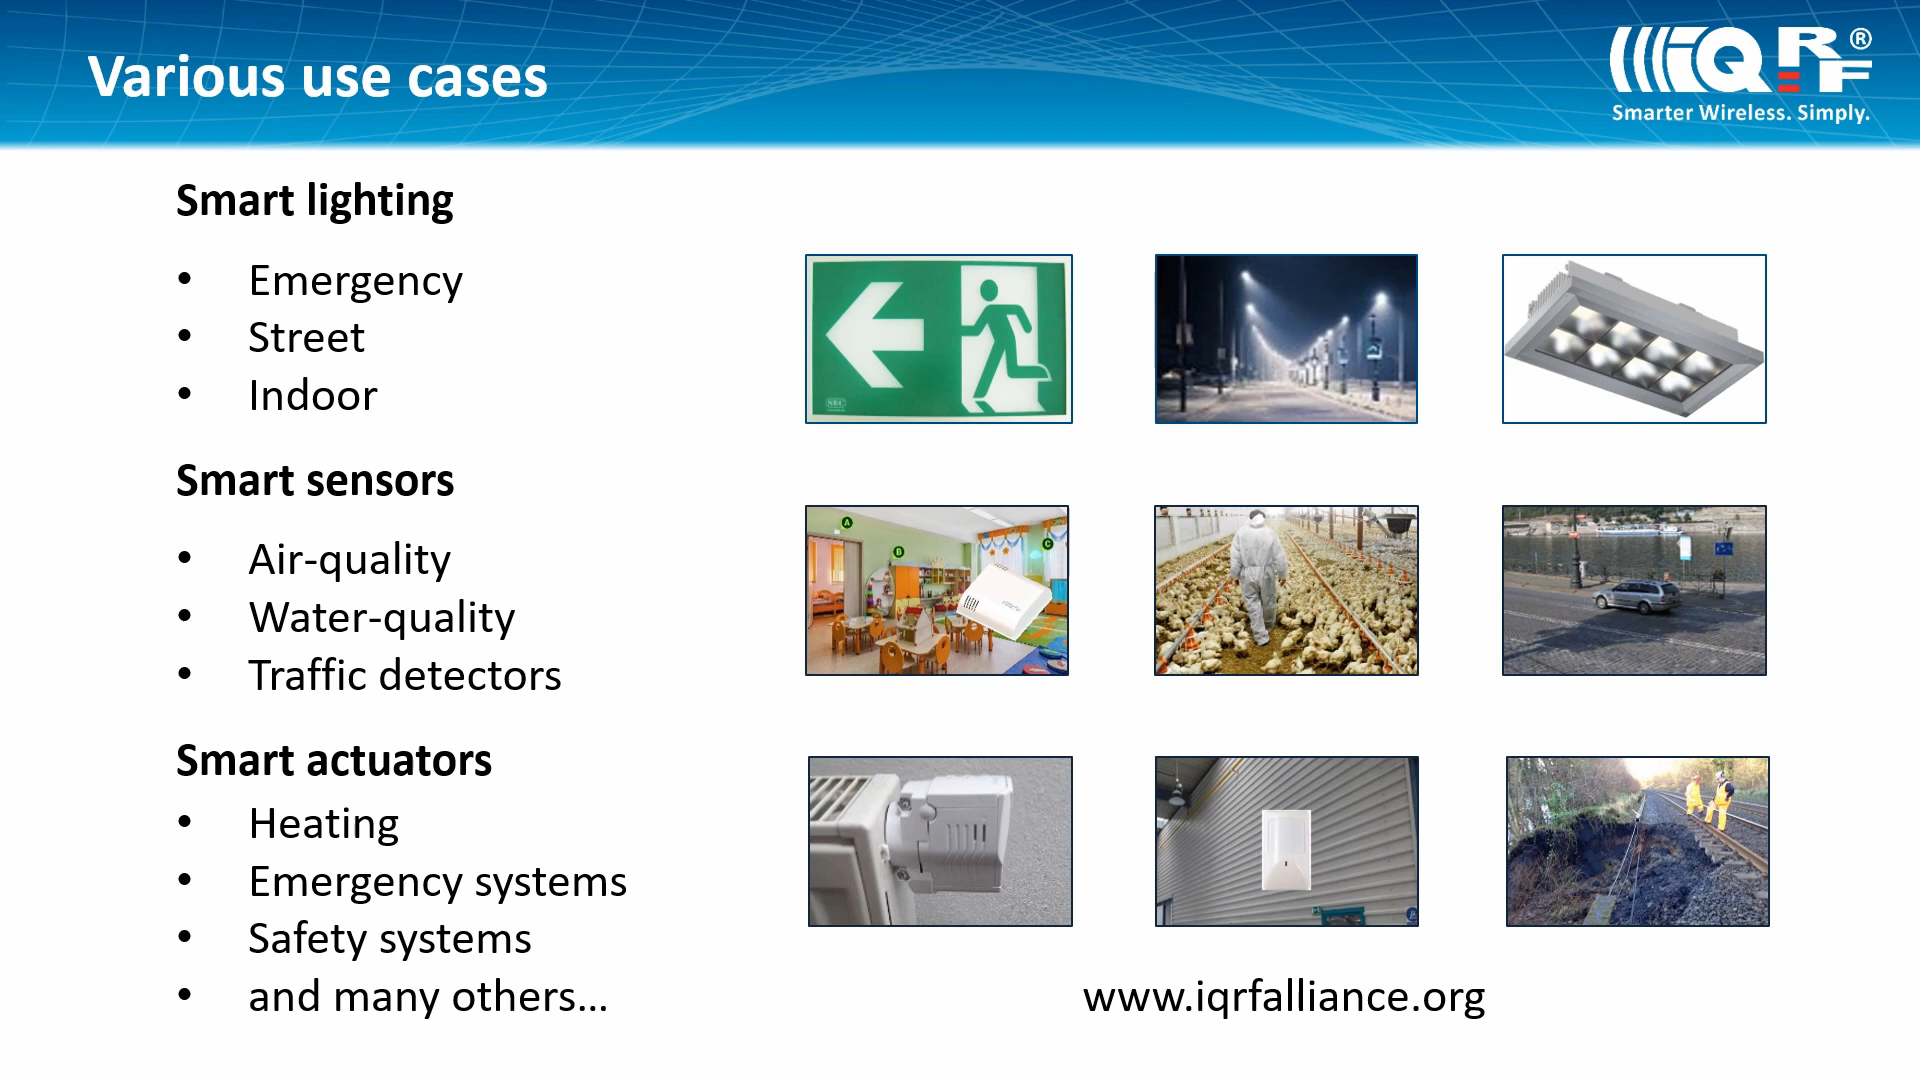 Various use cases
IQRF®
Smarter Wireless. Simply.
Smart lighting
• Emergency
• Street
• Indoor
SEC
Smart sensors
• Air-quality
• Water-quality
• Traffic detectors
A
B
C
Smart actuators
• Heating
• Emergency systems
• Safety systems
• and many others...
www.iqrfalliance.org